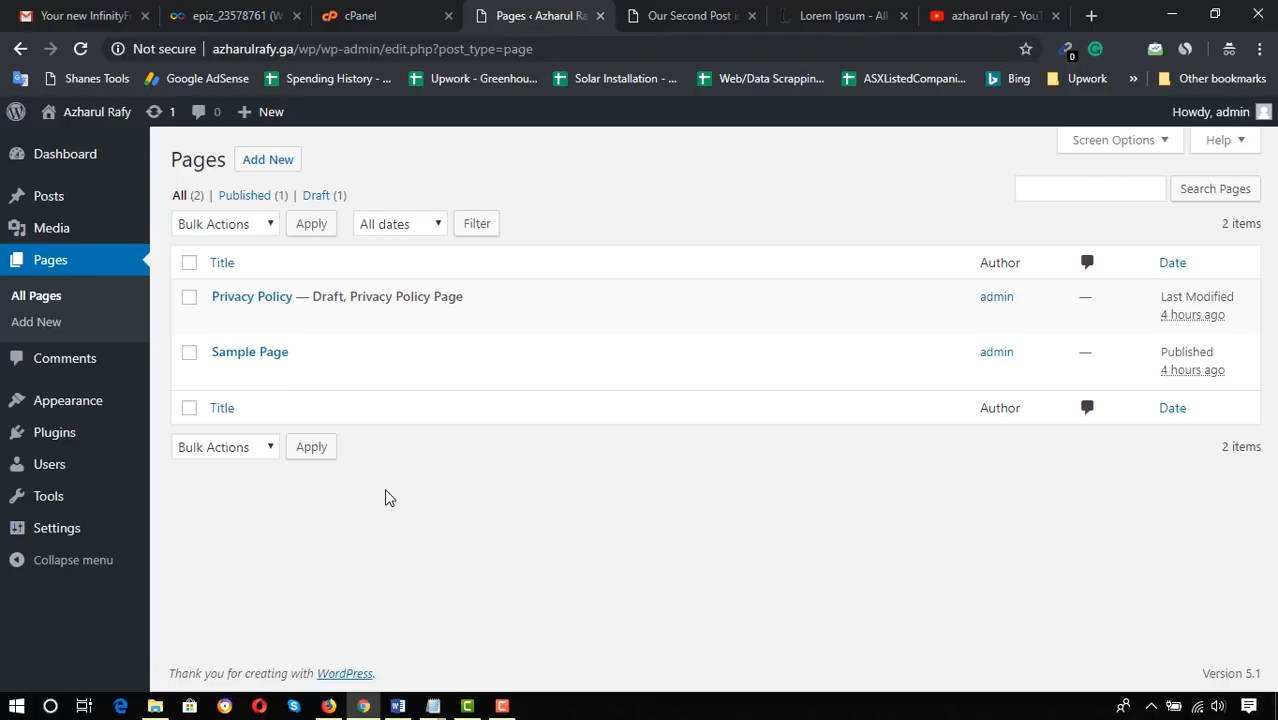 Your new InfinityF
epiz_23578761 (W
cPanel
Pages ‹ Azharul Ra
Our Second Post is
Lorem Ipsum - All
azharul rafy - YouT
Not secure azharulrafy.ga/wp/wp-admin/edit.php?post_type=page
0
Shanes Tools
Google AdSense
Spending History - ...
Upwork - Greenhou...
Solar Installation - ...
Web/Data Scrappin...
ASXListedCompani...
Bing
Upwork
»
Other bookmarks
Azharul Rafy 1 0 New Howdy, admin
Screen Options Help
Dashboard
Posts
Media
Pages
All Pages
Add New
Comments
Appearance
Plugins
Users
Tools
Settings
Collapse menu
Pages Add New
All (2) | Published (1) | Draft (1)
Search Pages
Bulk Actions Apply All dates Filter 2 items
Title Author Date
Privacy Policy — Draft, Privacy Policy Page admin — Last Modified
4 hours ago
Sample Page admin — Published
4 hours ago
Title Author Date
Bulk Actions Apply 2 items
Thank you for creating with WordPress. Version 5.1